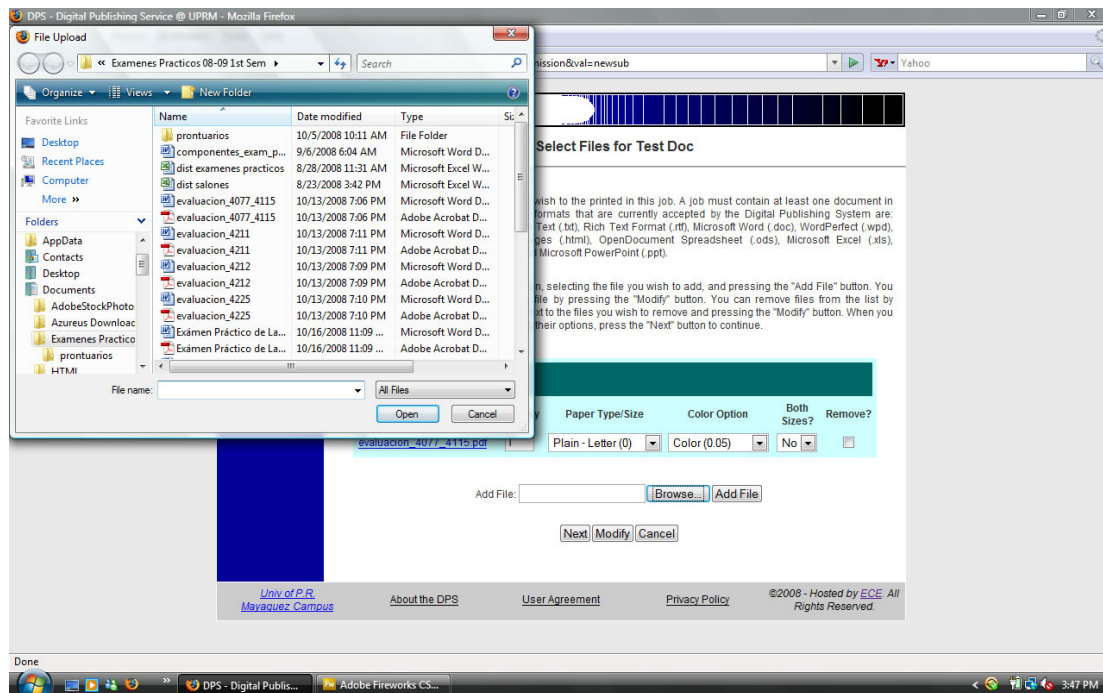 DPS - Digital Publishing Service @ UPRM - Mozilla Firefox
File Upload
« Examenes Practicos 08-09 1st Sem
Search
ission&val=newsub
Yahoo
Organize Views New Folder
Favorite Links
Desktop
Recent Places
Computer
More »
Folders
AppData
Contacts
Desktop
Documents
AdobeStockPhoto
Azureus Downloac
Examenes Practico
prontuarios
HTML
Name Date modified Type Siz
prontuarios 10/5/2008 10:11 AM File Folder
componentes_exam_p... 9/6/2008 6:04 AM Microsoft Word D...
dist examenes practicos 8/28/2008 11:31 AM Microsoft Excel W...
dist salones 8/23/2008 3:42 PM Microsoft Excel W...
evaluacion_4077_4115 10/13/2008 7:06 PM Microsoft Word D...
evaluacion_4077_4115 10/13/2008 7:06 PM Adobe Acrobat D...
evaluacion_4211 10/13/2008 7:11 PM Microsoft Word D...
evaluacion_4211 10/13/2008 7:11 PM Adobe Acrobat D...
evaluacion_4212 10/13/2008 7:09 PM Microsoft Word D...
evaluacion_4212 10/13/2008 7:09 PM Adobe Acrobat D...
evaluacion_4225 10/13/2008 7:10 PM Microsoft Word D...
evaluacion_4225 10/13/2008 7:10 PM Adobe Acrobat D...
Exámen Práctico de La... 10/16/2008 11:09 ... Microsoft Word D...
Exámen Práctico de La... 10/16/2008 11:09 ... Adobe Acrobat D...
File name:
All Files
Open Cancel
Select Files for Test Doc
wish to the printed in this job. A job must contain at least one document in
formats that are currently accepted by the Digital Publishing System are:
Text (.txt), Rich Text Format (.rtf), Microsoft Word (.doc), WordPerfect (.wpd),
ges (.html), OpenDocument Spreadsheet (.ods), Microsoft Excel (.xls),
d Microsoft PowerPoint (.ppt).
n, selecting the file you wish to add, and pressing the "Add File" button. You
file by pressing the "Modify" button. You can remove files from the list by
xt to the files you wish to remove and pressing the "Modify" button. When you
their options, press the "Next" button to continue.
y Paper Type/Size Color Option Both Sizes? Remove?
evaluacion_4077_4115.pdf 1 Plain - Letter (0) Color (0.05) No
Add File: Browse... Add File
Next Modify Cancel
Univ of P.R.
Mayaguez Campus
About the DPS
User Agreement
Privacy Policy
©2008 - Hosted by ECE. All
Rights Reserved.
Done
DPS - Digital Publis...
Adobe Fireworks CS...
3:47 PM